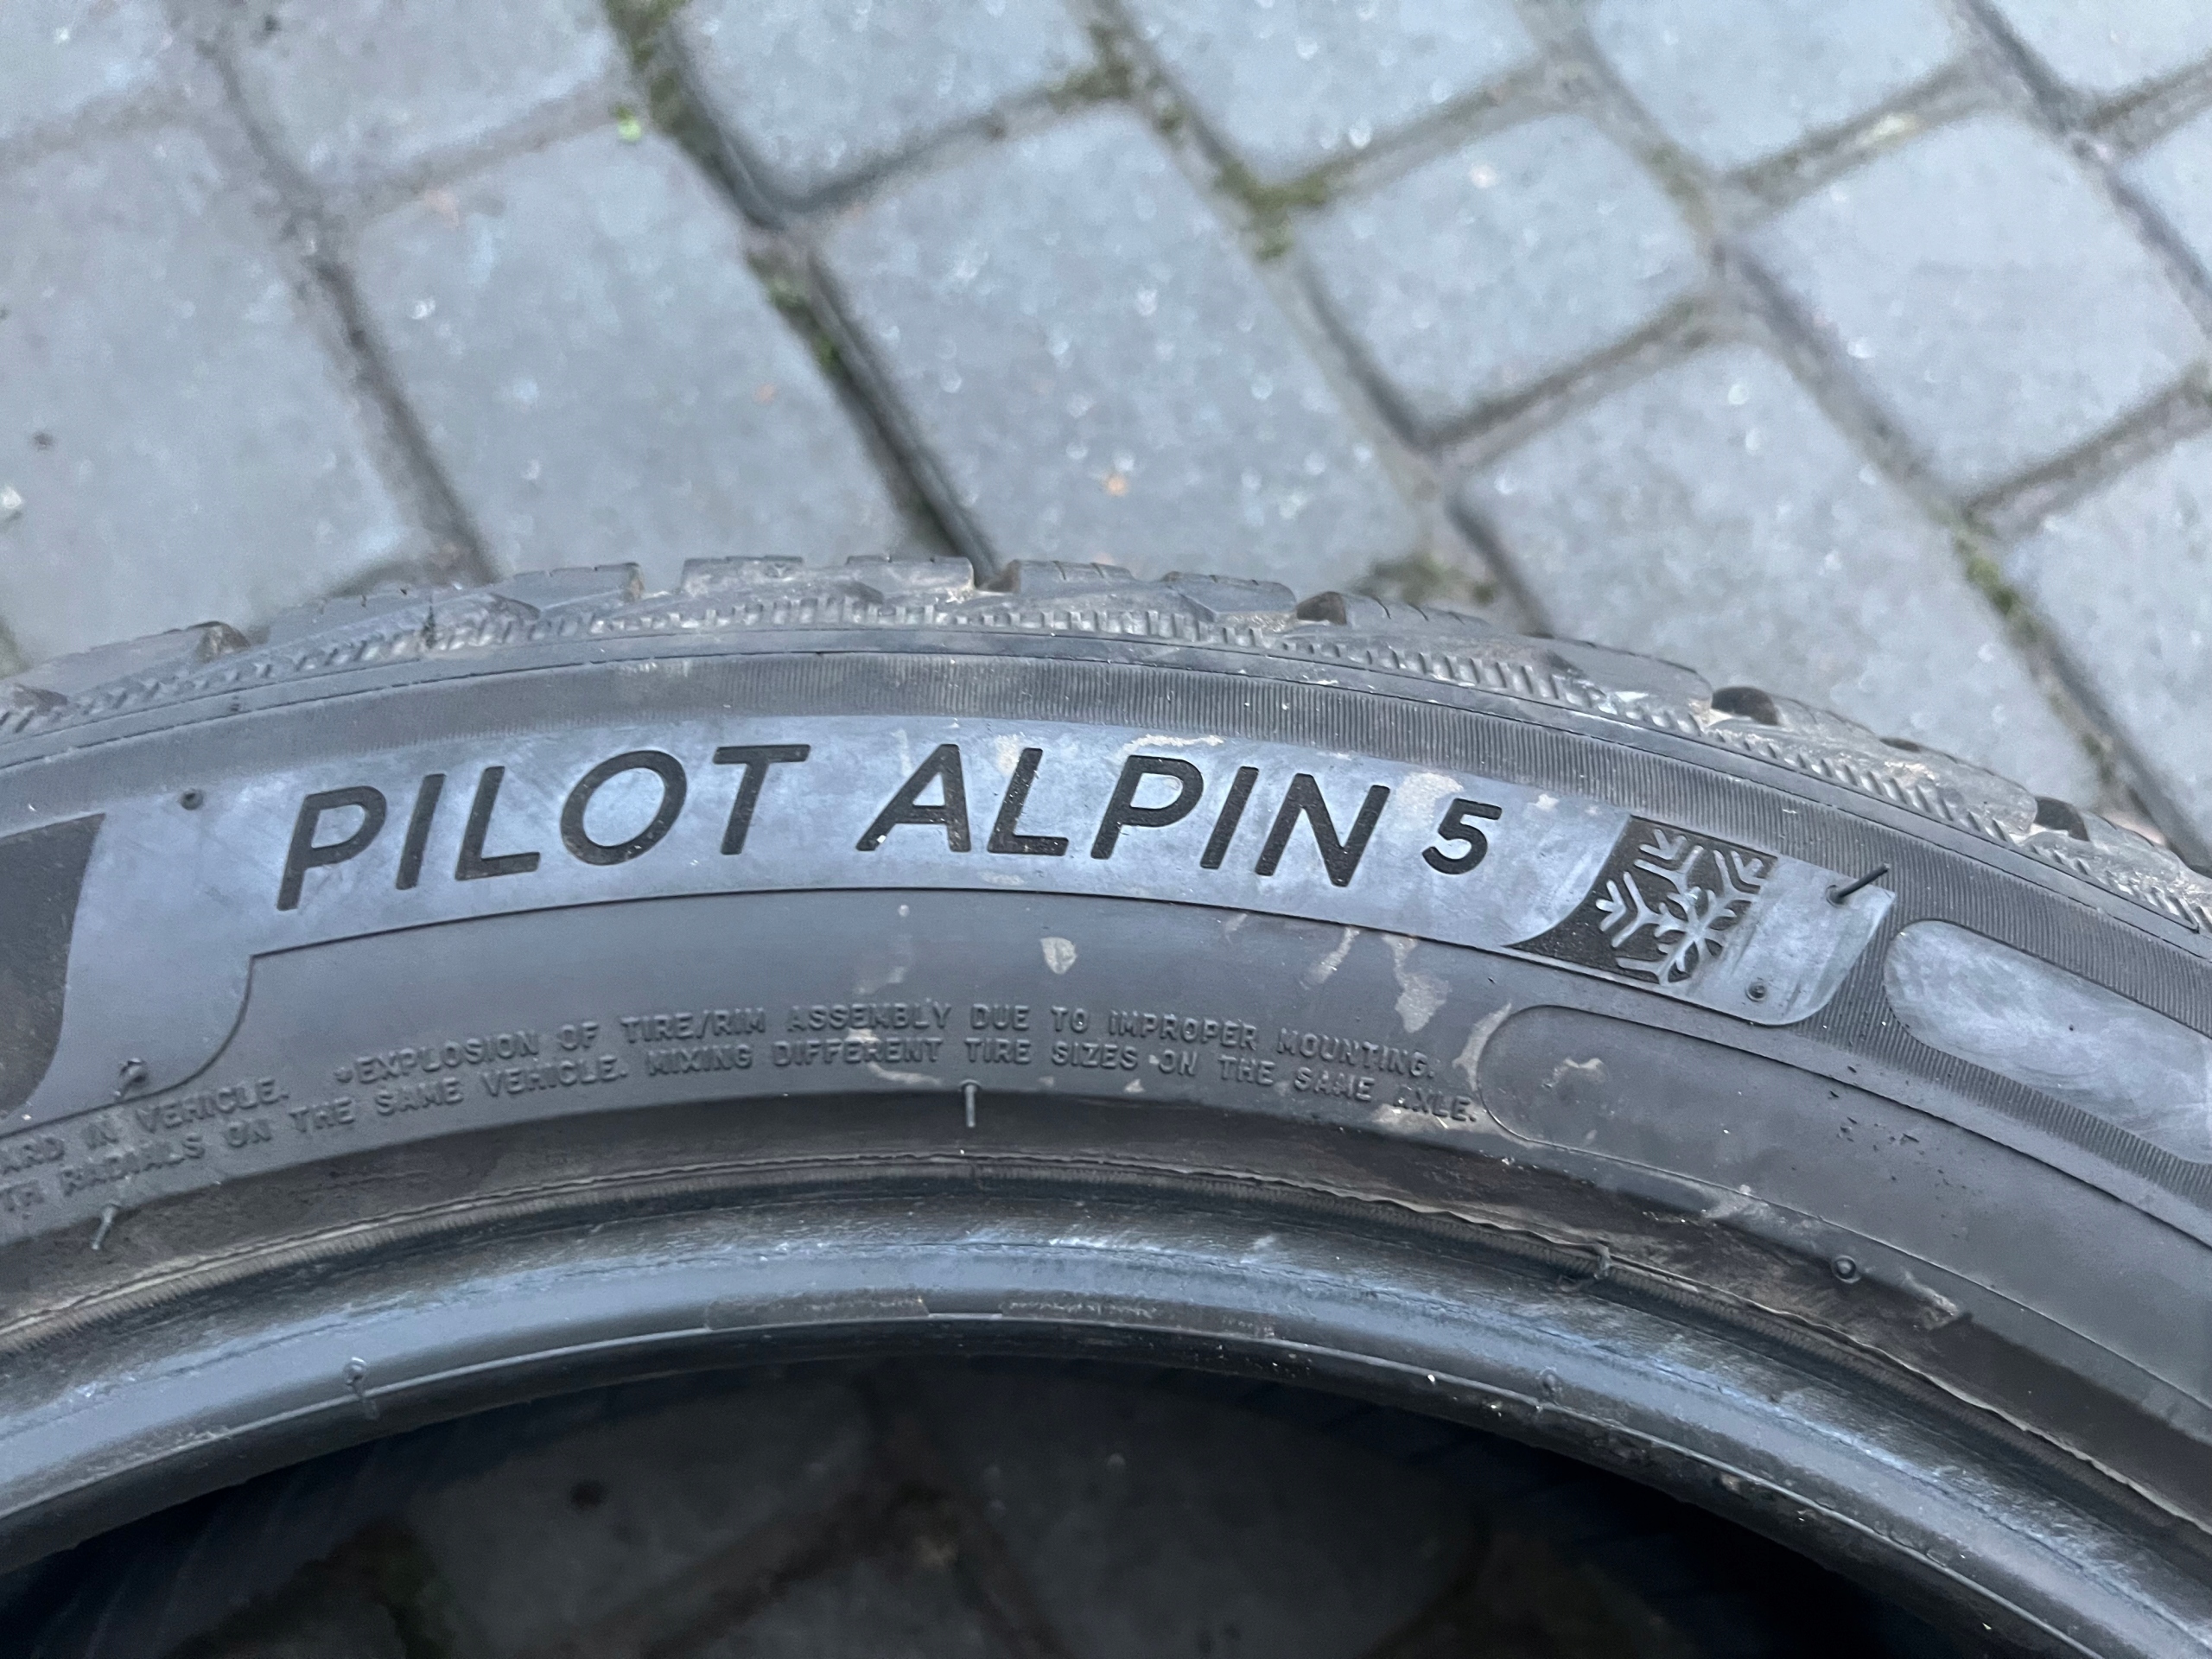 PILOT ALPIN 5
IN VEHICLE. •EXPLOSION OF TIRE/RIM ASSEMBLY DUE TO IMPROPER MOUNTING.
RADIALS ON THE SAME VEHICLE. MIXING DIFFERENT TIRE SIZES ON THE SAME AXLE.